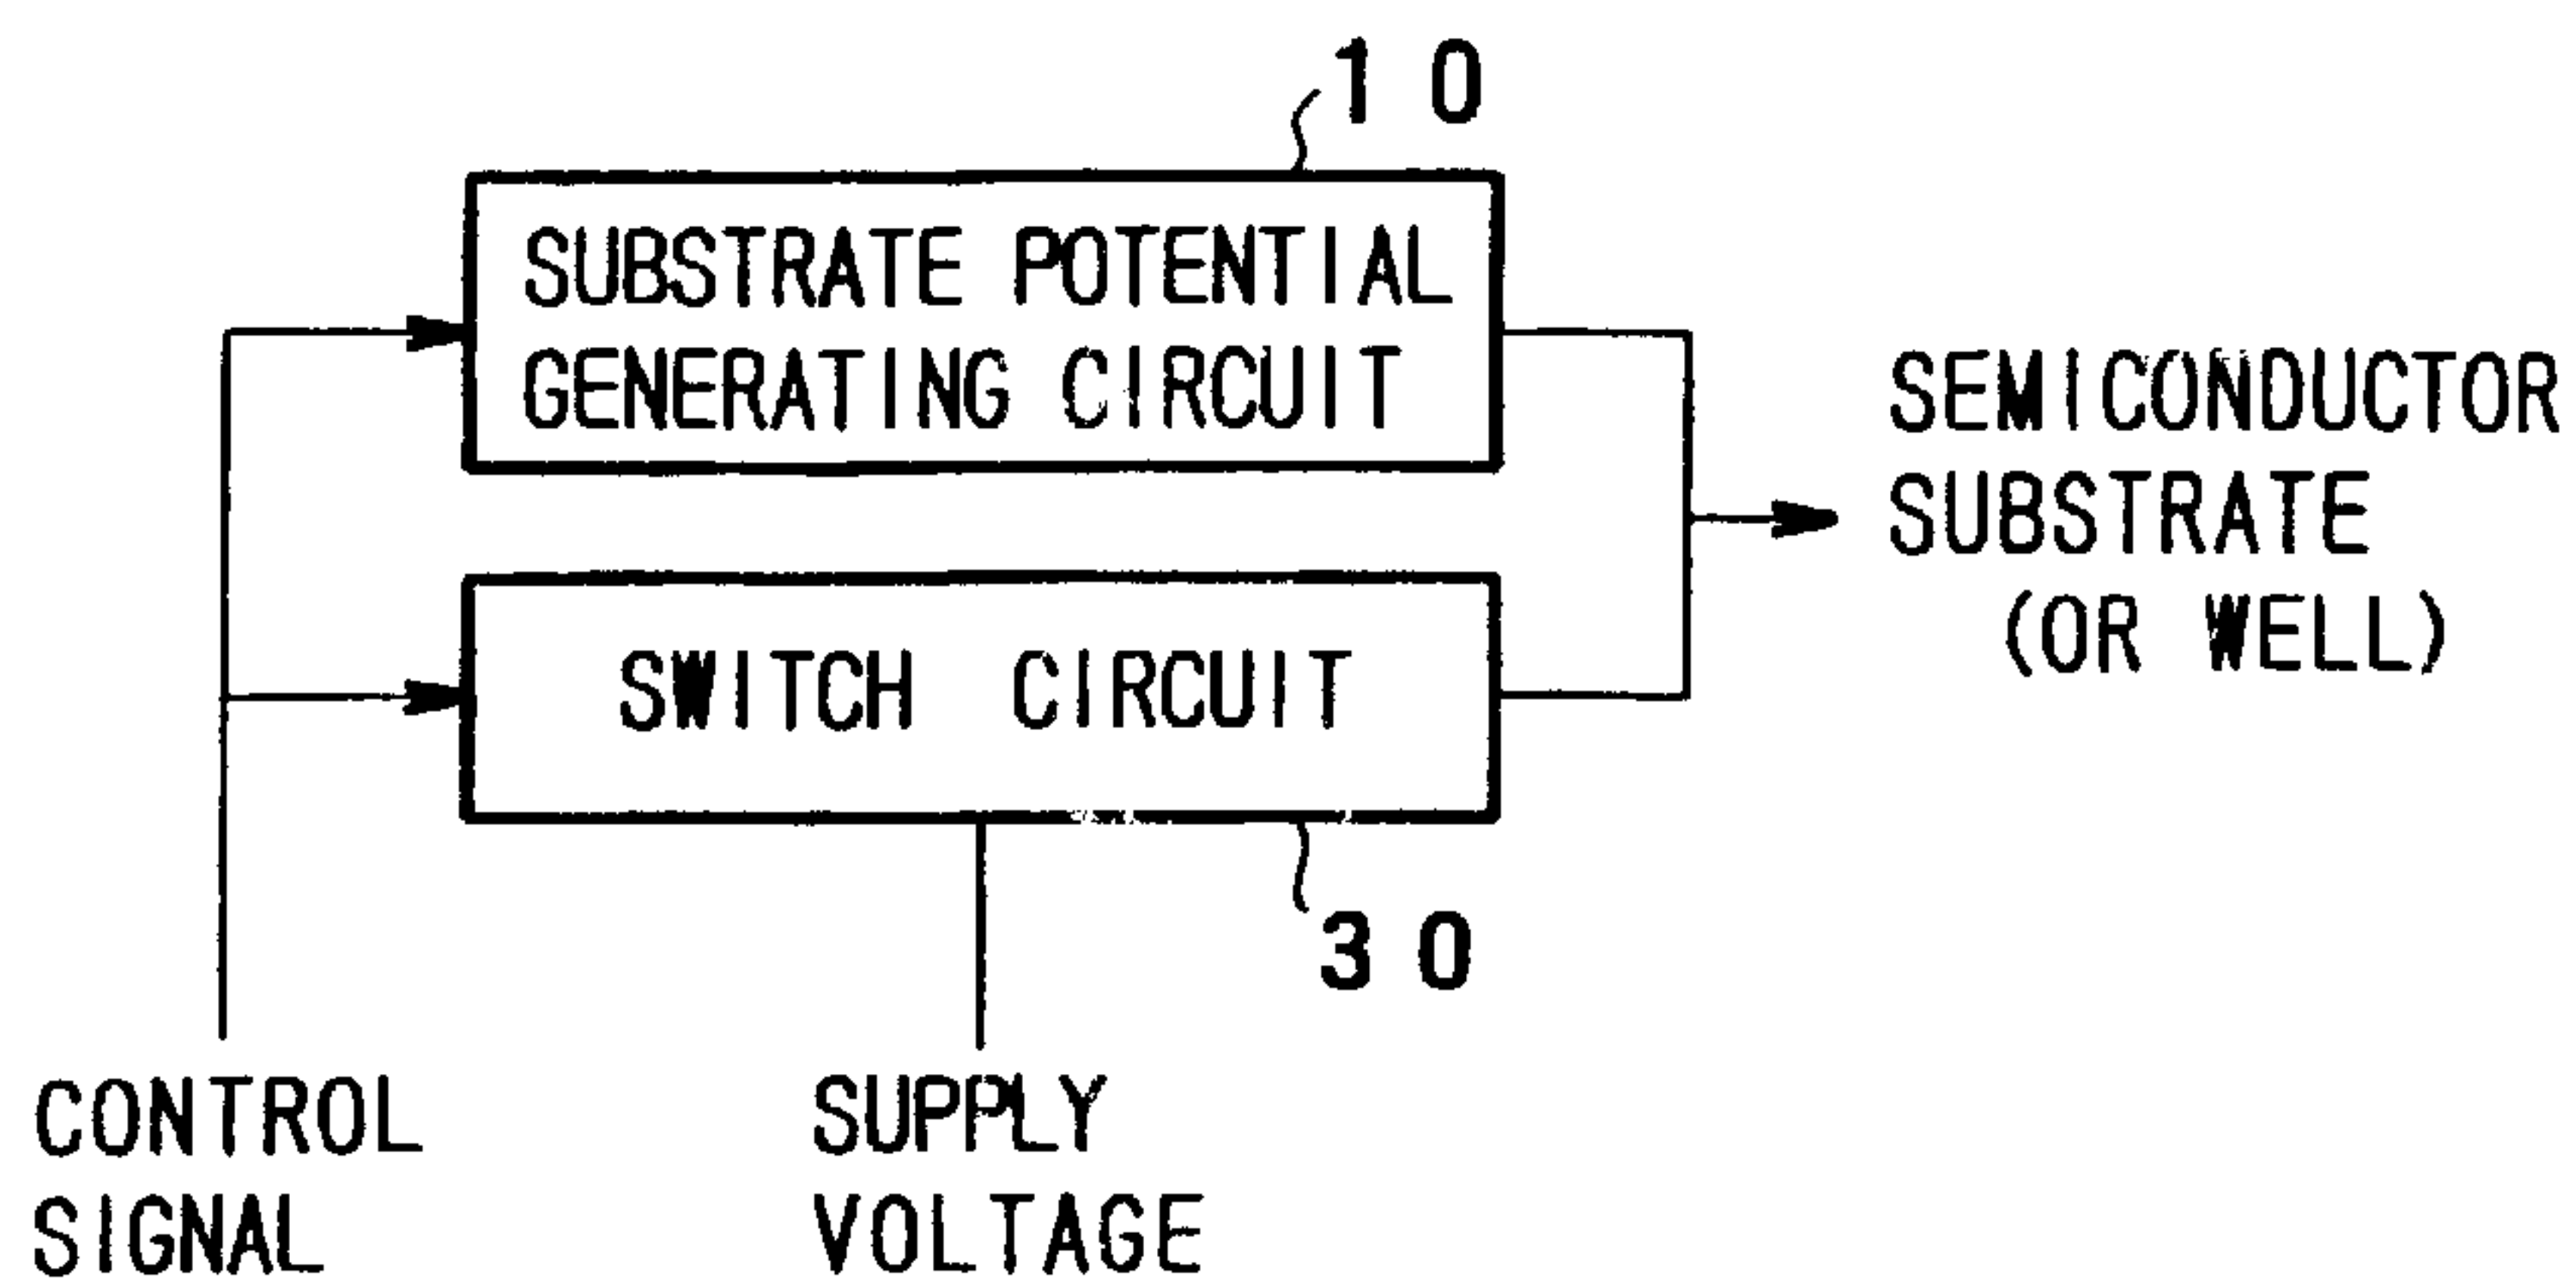 10
SUBSTRATE POTENTIAL
GENERATING CIRCUIT
SEMICONDUCTOR
SUBSTRATE
(OR WELL)
SWITCH CIRCUIT
30
CONTROL
SIGNAL
SUPPLY
VOLTAGE